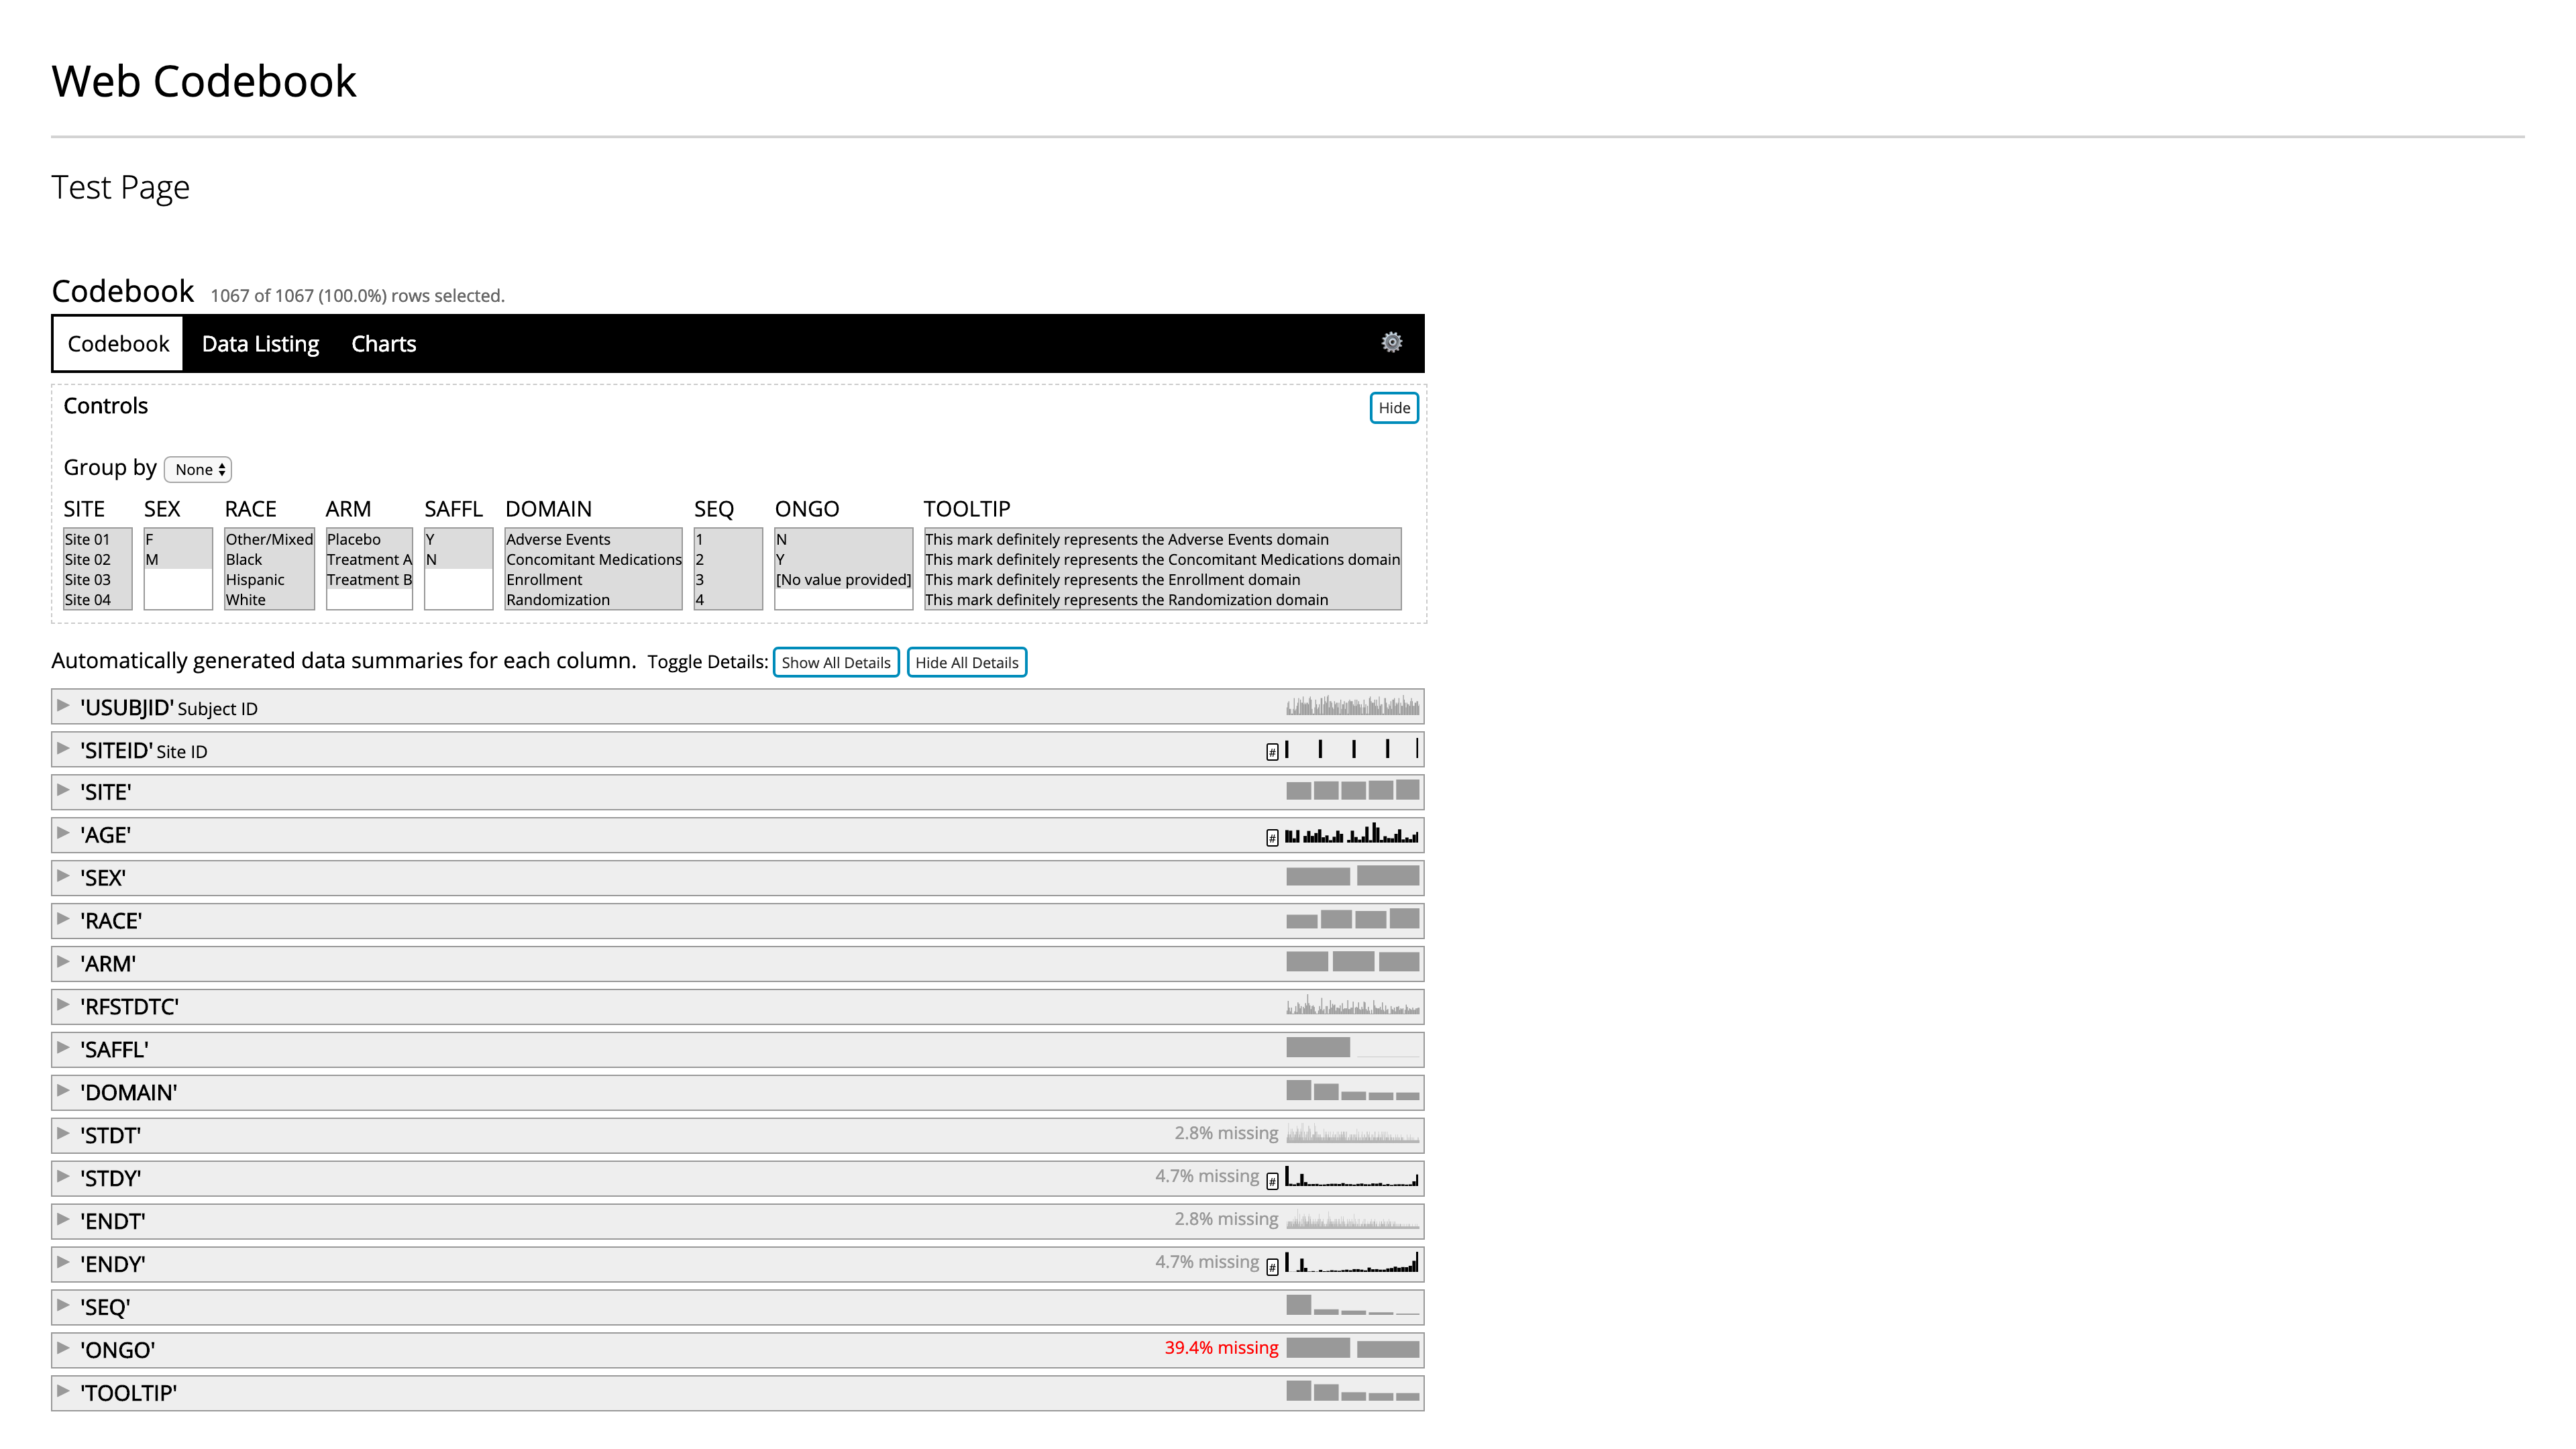 Web Codebook
Test Page
Codebook 1067 of 1067 (100.0%) rows selected.
Codebook Data Listing Charts
Controls Hide
Group by None
SITE SEX RACE ARM SAFFL DOMAIN SEQ ONGO TOOLTIP
Site 01 F Other/Mixed Placebo Y Adverse Events 1 N This mark definitely represents the Adverse Events domain
Site 02 M Black Treatment A N Concomitant Medications 2 Y This mark definitely represents the Concomitant Medications domain
Site 03 Hispanic Treatment B Enrollment 3 [No value provided] This mark definitely represents the Enrollment domain
Site 04 White Randomization 4 This mark definitely represents the Randomization domain
Automatically generated data summaries for each column. Toggle Details: Show All Details Hide All Details
'USUBJID' Subject ID
'SITEID' Site ID #
'SITE'
'AGE' #
'SEX'
'RACE'
'ARM'
'RFSTDTC'
'SAFFL'
'DOMAIN'
'STDT' 2.8% missing
'STDY' 4.7% missing #
'ENDT' 2.8% missing
'ENDY' 4.7% missing #
'SEQ'
'ONGO' 39.4% missing
'TOOLTIP'